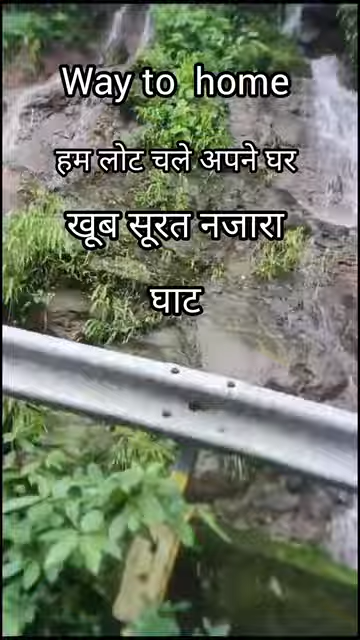 Way to home
हम लोट चले अपने घर
खूब सूरत नजारा
घाट